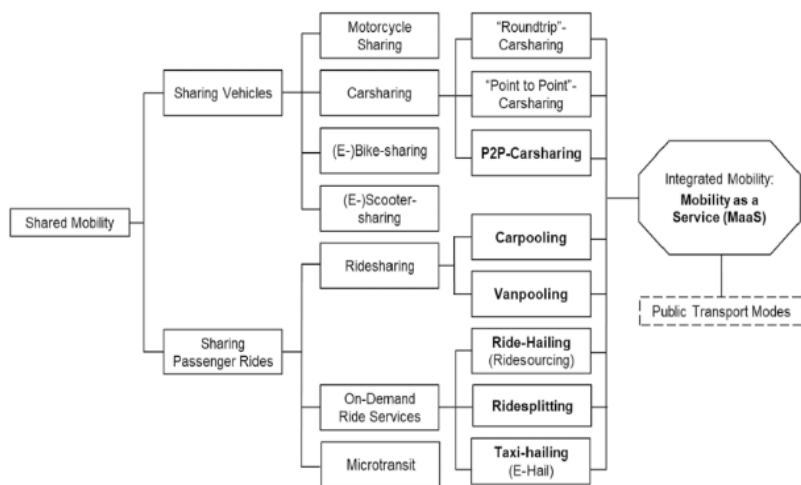 Motorcycle
Sharing
"Roundtrip"-
Carsharing
Sharing Vehicles
Carsharing
"Point to Point"-
Carsharing
(E-)Bike-sharing
P2P-Carsharing
Integrated Mobility:
Mobility as a
Service (MaaS)
(E-)Scooter-
sharing
Shared Mobility
Ridesharing
Carpooling
Vanpooling
Public Transport Modes
Sharing
Passenger Rides
Ride-Hailing
(Ridesourcing)
On-Demand
Ride Services
Ridesplitting
Microtransit
Taxi-hailing
(E-Hail)